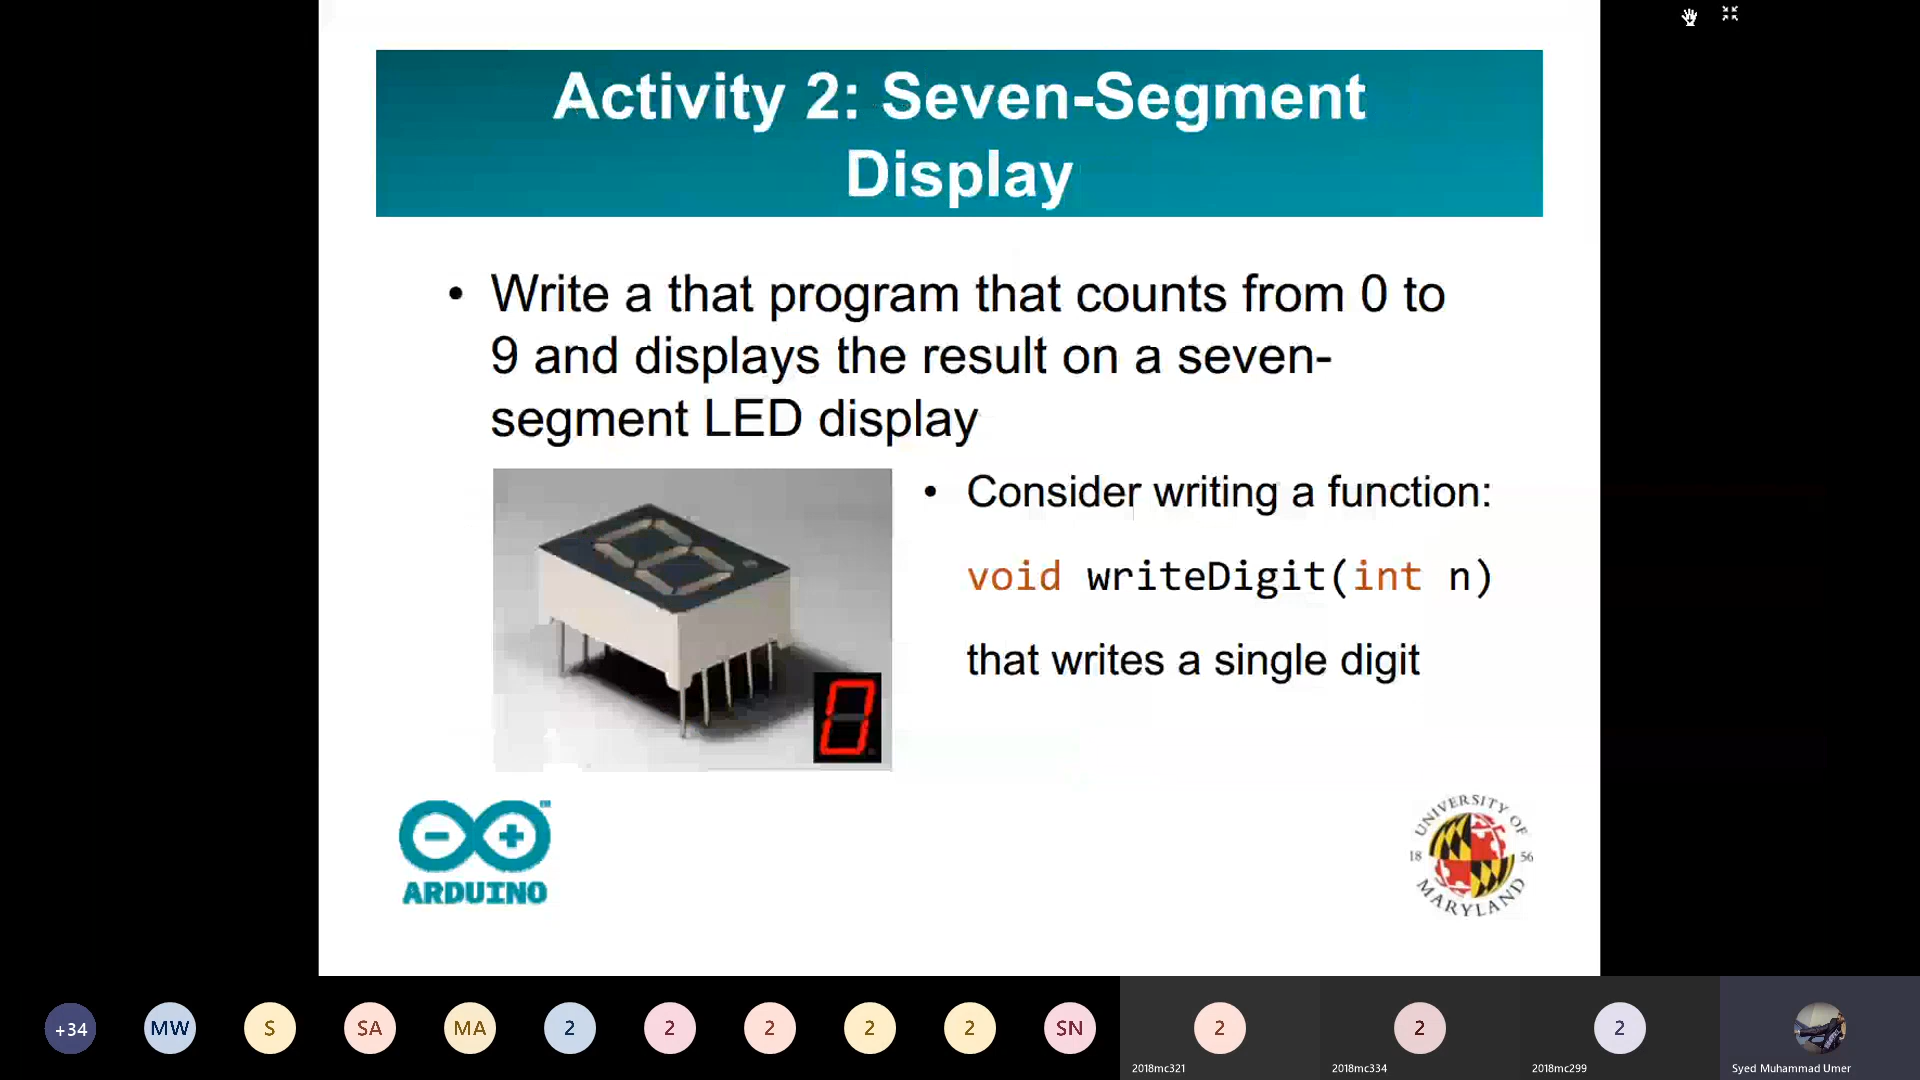 Activity 2: Seven-Segment
Display
• Write a that program that counts from 0 to
9 and displays the result on a seven-
segment LED display
• Consider writing a function:
void writeDigit(int n)
that writes a single digit
ARDUINO
UNIVERSITY OF
18 56
MARYLAND
+34
MW
S
SA
MA
2
2
2
2
2
SN
2
2
2
2018mc321
2018mc334
2018mc299
Syed Muhammad Umer